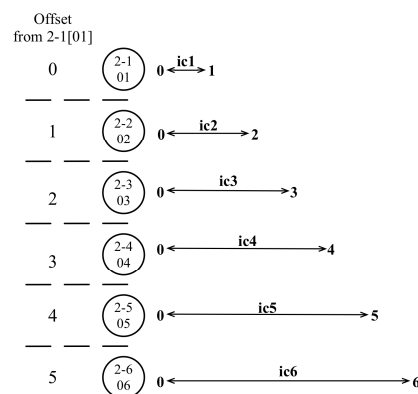 Offset
from 2-1[01]
0 2-1 01 0 ic1 1
1 2-2 02 0 ic2 2
2 2-3 03 0 ic3 3
3 2-4 04 0 ic4 4
4 2-5 05 0 ic5 5
5 2-6 06 0 ic6 6